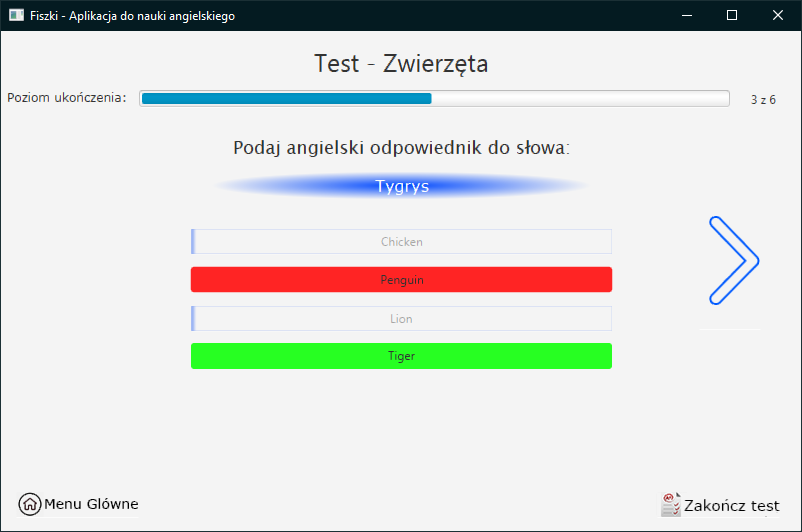 Fiszki - Aplikacja do nauki angielskiego
Test - Zwierzęta
Poziom ukończenia: 3 z 6
Podaj angielski odpowiednik do słowa:
Tygrys
Chicken
Penguin
Lion
Tiger
Menu Glówne Zakończ test